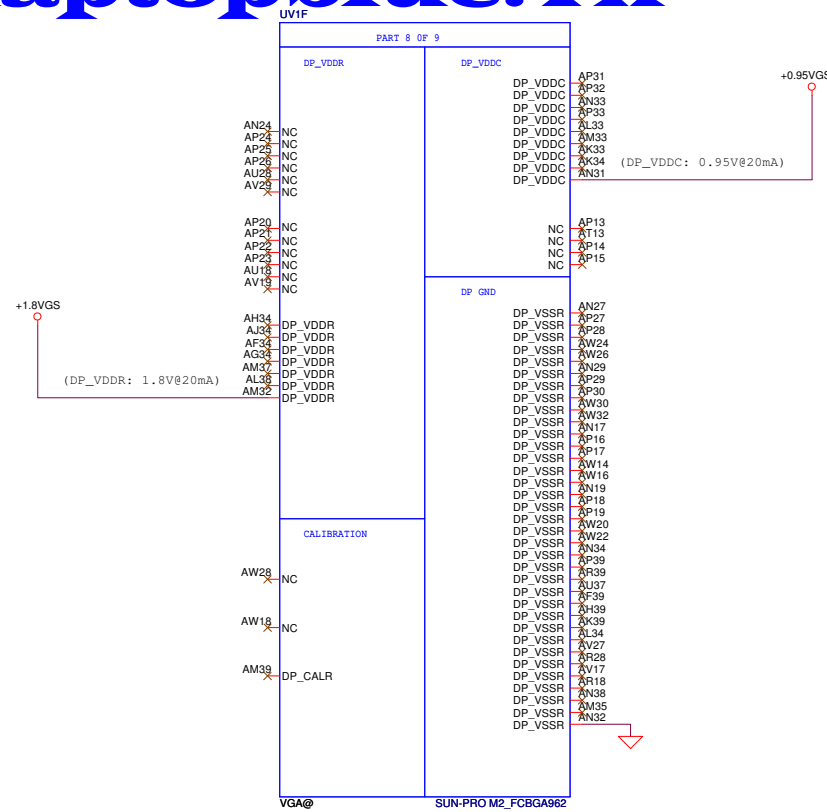 UV1F
PART 8 OF 9
DP_VDDR
DP_VDDC
AN24 NC
AP24 NC
AP25 NC
AP26 NC
AU28 NC
AV29 NC
AP20 NC
AP21 NC
AP22 NC
AP23 NC
AU18 NC
AV19 NC
+1.8VGS
AH34 DP_VDDR
AJ34 DP_VDDR
AF34 DP_VDDR
AG34 DP_VDDR
AM37 DP_VDDR
AL38 DP_VDDR
AM32 DP_VDDR
(DP_VDDR: 1.8V@20mA)
CALIBRATION
AW28 NC
AW18 NC
AM39 DP_CALR
DP_VDDC AP31
DP_VDDC AP32
DP_VDDC AN33
DP_VDDC AP33
DP_VDDC AL33
DP_VDDC AM33
DP_VDDC AK33
DP_VDDC AK34
DP_VDDC AN31
+0.95VGS
(DP_VDDC: 0.95V@20mA)
NC AP13
NC AT13
NC AP14
NC AP15
DP GND
DP_VSSR AN27
DP_VSSR AP27
DP_VSSR AP28
DP_VSSR AW24
DP_VSSR AW26
DP_VSSR AN29
DP_VSSR AP29
DP_VSSR AP30
DP_VSSR AW30
DP_VSSR AW32
DP_VSSR AN17
DP_VSSR AP16
DP_VSSR AP17
DP_VSSR AW14
DP_VSSR AW16
DP_VSSR AN19
DP_VSSR AP18
DP_VSSR AP19
DP_VSSR AW20
DP_VSSR AW22
DP_VSSR AN34
DP_VSSR AP39
DP_VSSR AR39
DP_VSSR AU37
DP_VSSR AF39
DP_VSSR AH39
DP_VSSR AK39
DP_VSSR AL34
DP_VSSR AV27
DP_VSSR AR28
DP_VSSR AV17
DP_VSSR AR18
DP_VSSR AN38
DP_VSSR AM35
DP_VSSR AN32
VGA@
SUN-PRO M2_FCBGA962